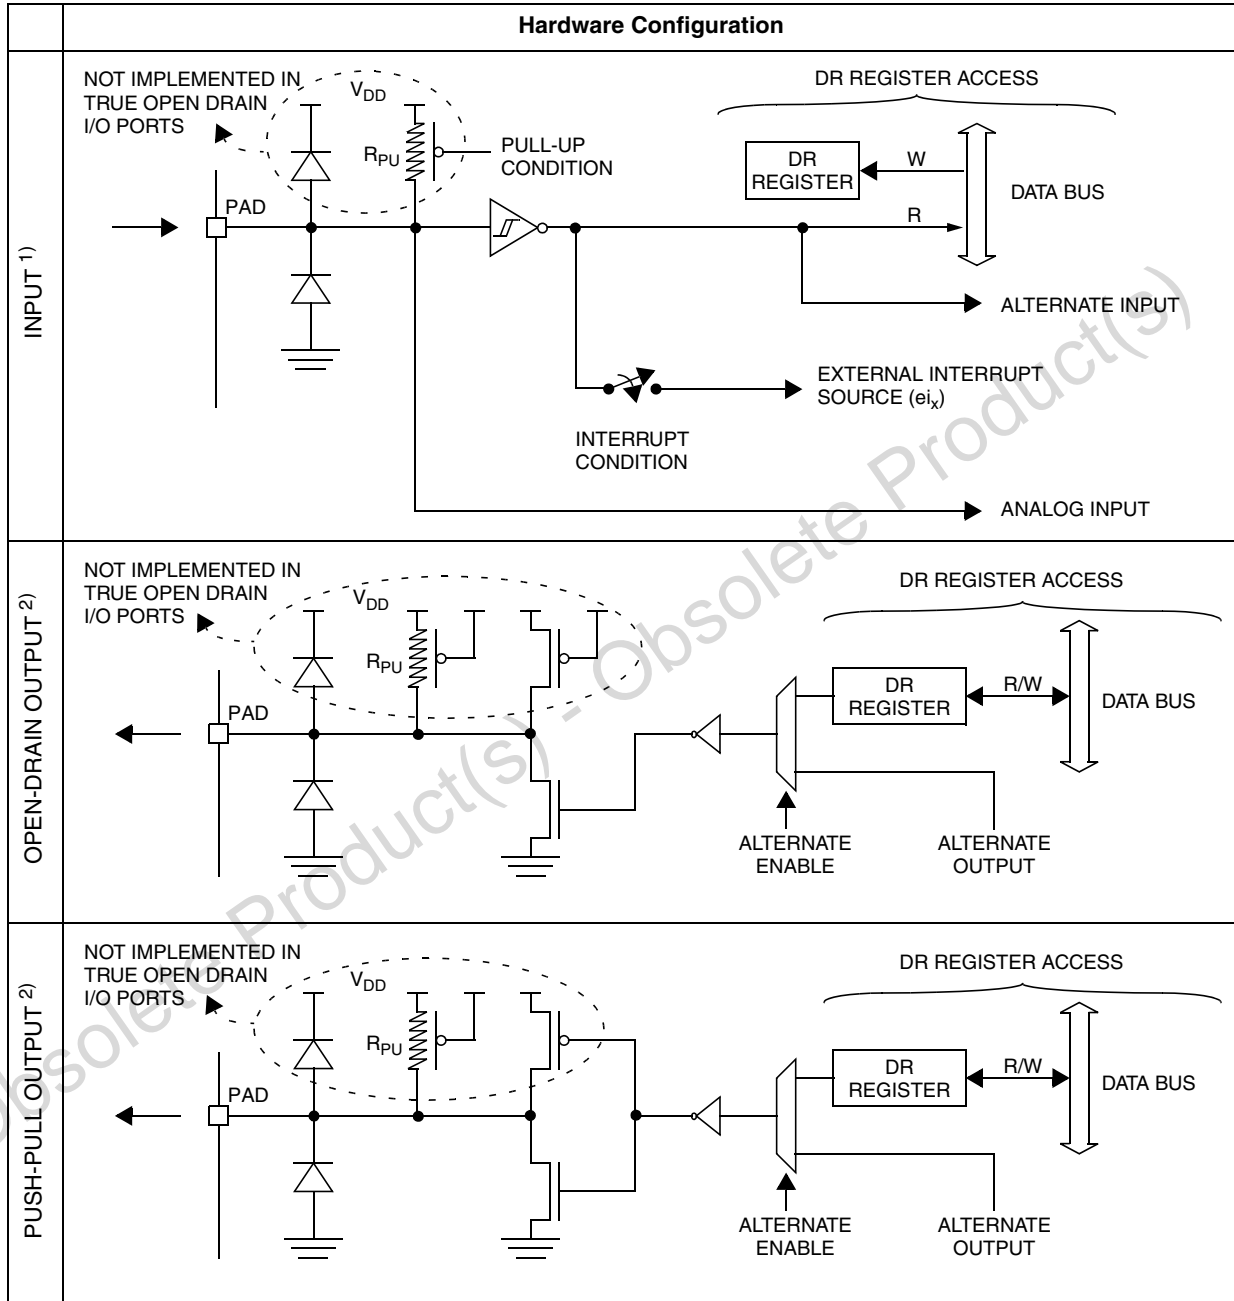 Hardware Configuration
INPUT 1)
NOT IMPLEMENTED IN
TRUE OPEN DRAIN
I/O PORTS
VDD
RPU
PULL-UP
CONDITION
PAD
DR REGISTER ACCESS
DR
REGISTER
W
R
DATA BUS
ALTERNATE INPUT
EXTERNAL INTERRUPT
SOURCE (eix)
INTERRUPT
CONDITION
ANALOG INPUT
OPEN-DRAIN OUTPUT 2)
NOT IMPLEMENTED IN
TRUE OPEN DRAIN
I/O PORTS
VDD
RPU
PAD
DR REGISTER ACCESS
DR
REGISTER
R/W
DATA BUS
ALTERNATE
ENABLE
ALTERNATE
OUTPUT
PUSH-PULL OUTPUT 2)
NOT IMPLEMENTED IN
TRUE OPEN DRAIN
I/O PORTS
VDD
RPU
PAD
DR REGISTER ACCESS
DR
REGISTER
R/W
DATA BUS
ALTERNATE
ENABLE
ALTERNATE
OUTPUT
Obsolete Product(s) - Obsolete Product(s)